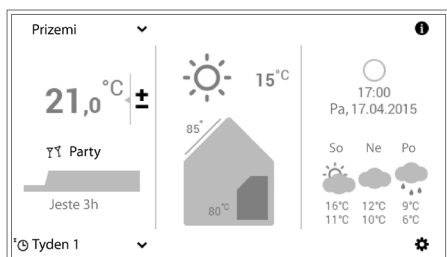 Prizemi
21,0 °C ±
Party
Jeste 3h
Tyden 1
15°C
85°
80°C
17:00
Pa, 17.04.2015
So Ne Po
16°C 12°C 9°C
11°C 10°C 6°C